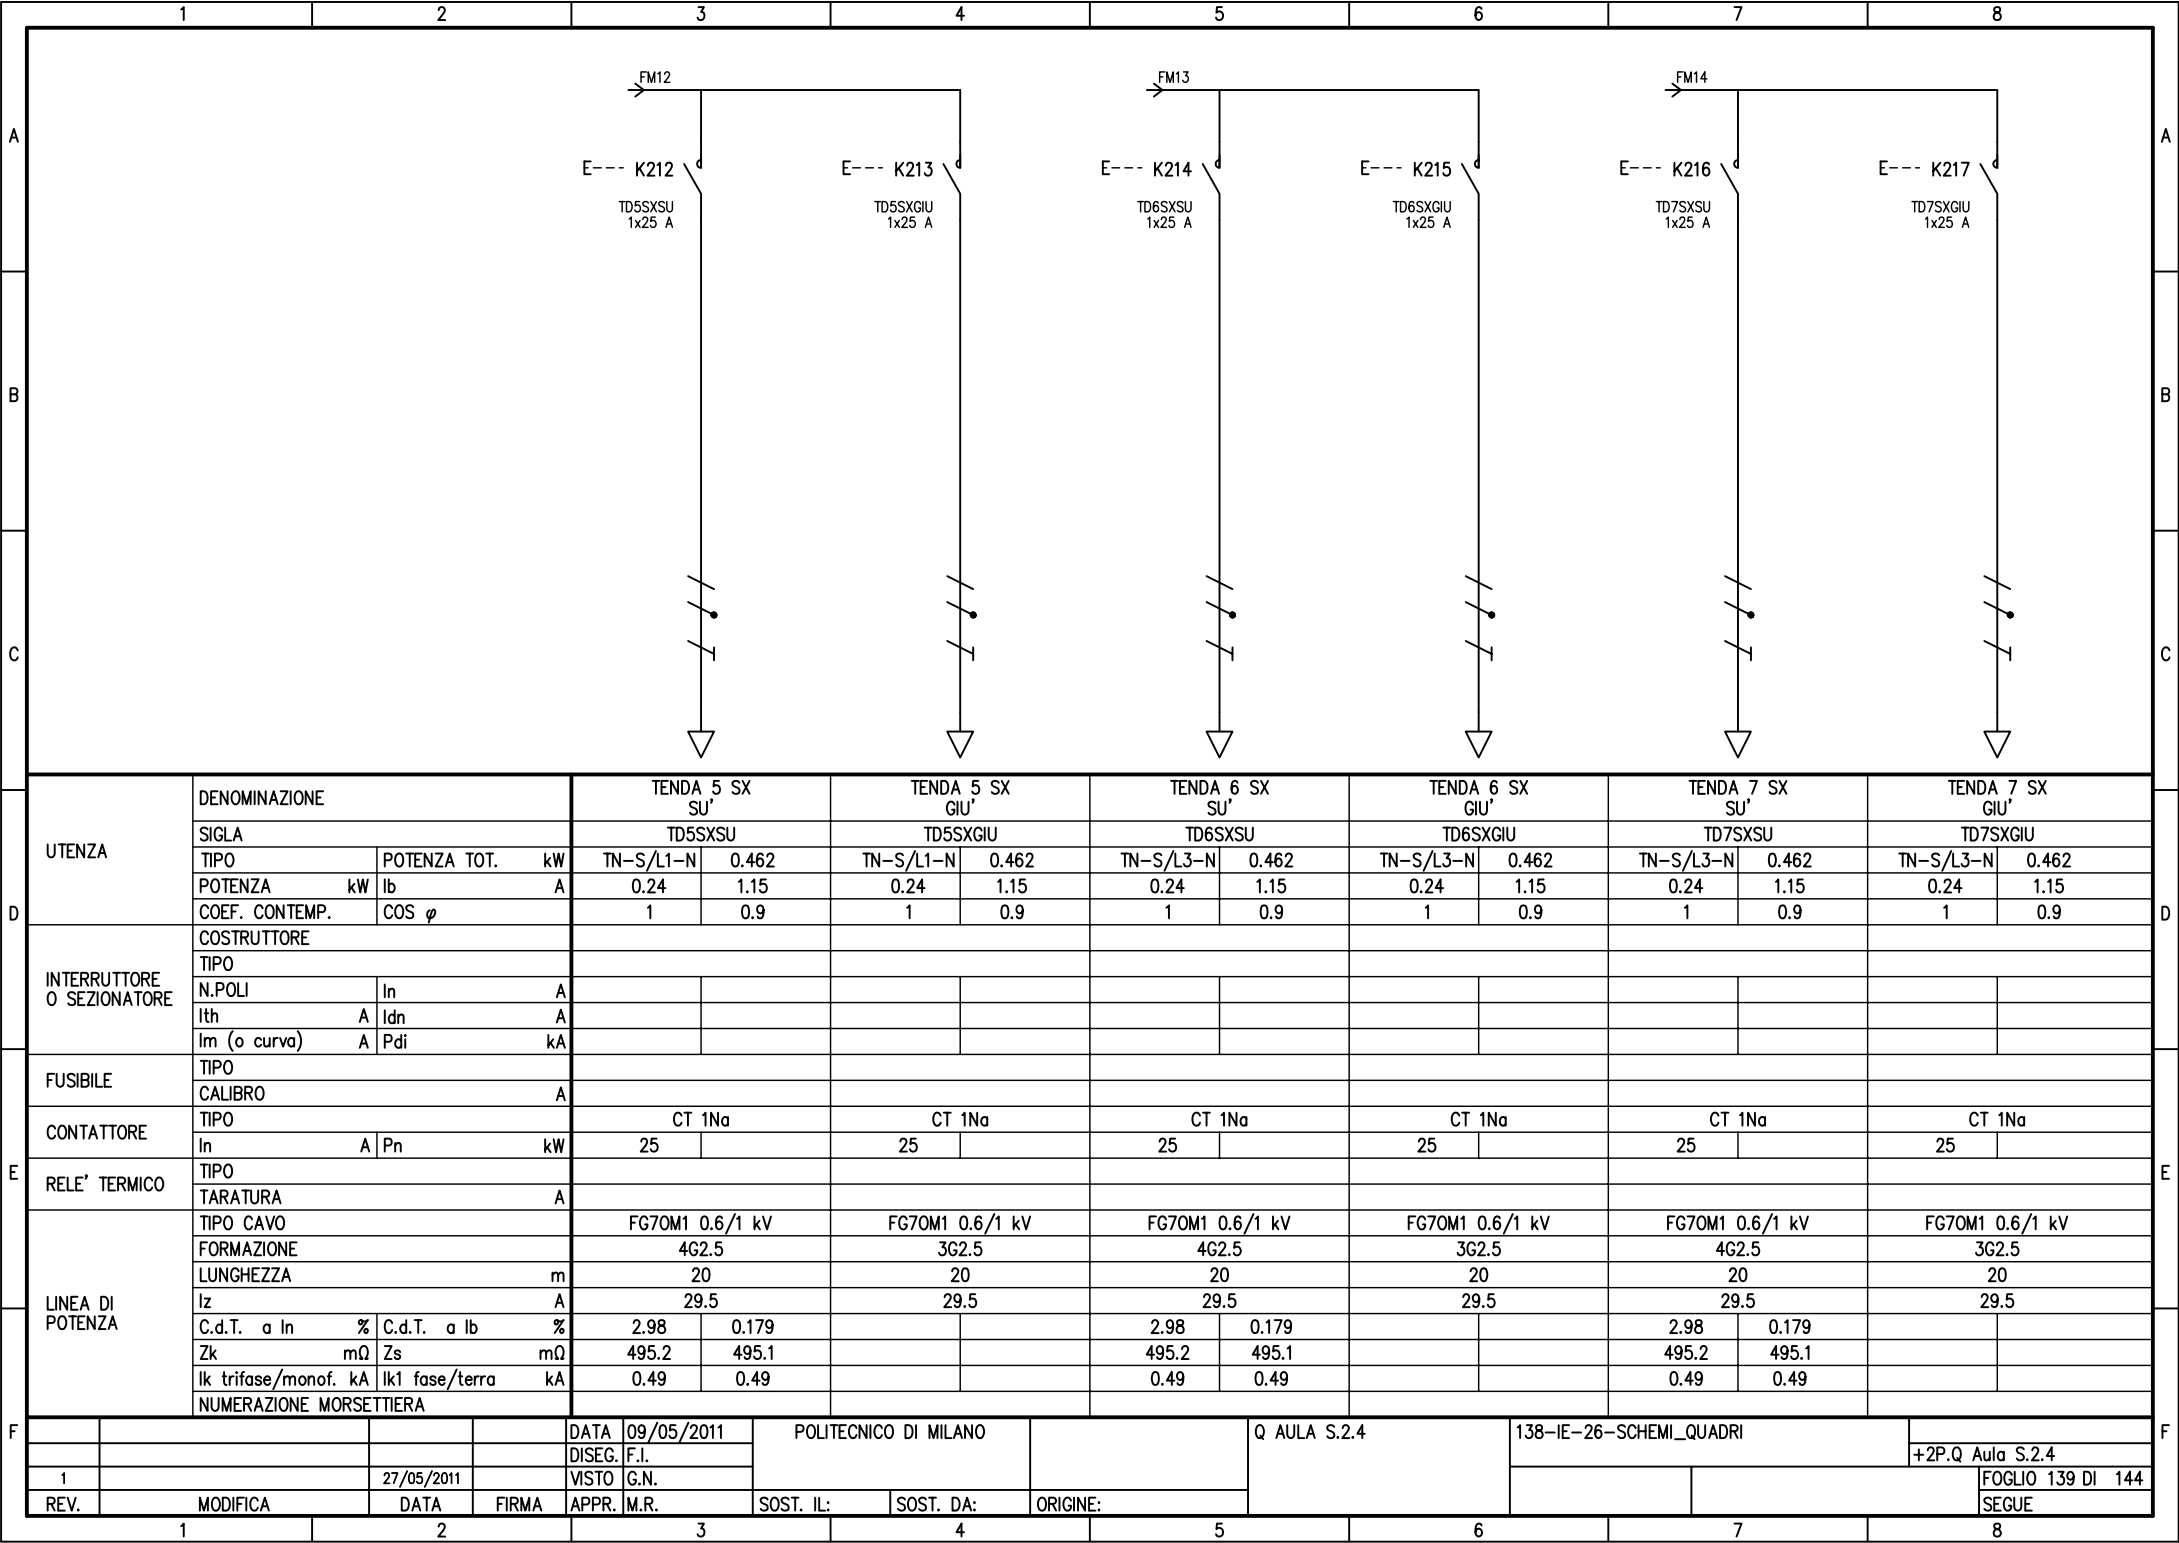 1 2 3 4 5 6 7 8
FM12 FM13 FM14
A A
E--- K212 E--- K213 E--- K214 E--- K215 E--- K216 E--- K217
TD5SXSU TD5SXGIU TD6SXSU TD6SXGIU TD7SXSU TD7SXGIU
1x25 A 1x25 A 1x25 A 1x25 A 1x25 A 1x25 A
B B
C C
UTENZA
DENOMINAZIONE TENDA 5 SX TENDA 5 SX TENDA 6 SX TENDA 6 SX TENDA 7 SX TENDA 7 SX
SU' GIU' SU' GIU' SU' GIU'
SIGLA TD5SXSU TD5SXGIU TD6SXSU TD6SXGIU TD7SXSU TD7SXGIU
TIPO POTENZA TOT. kW TN-S/L1-N 0.462 TN-S/L1-N 0.462 TN-S/L3-N 0.462 TN-S/L3-N 0.462 TN-S/L3-N 0.462 TN-S/L3-N 0.462
POTENZA kW Ib A 0.24 1.15 0.24 1.15 0.24 1.15 0.24 1.15 0.24 1.15 0.24 1.15
D COEF. CONTEMP. COS φ 1 0.9 1 0.9 1 0.9 1 0.9 1 0.9 1 0.9 D
INTERRUTTORE
O SEZIONATORE
COSTRUTTORE
TIPO
N.POLI In A
Ith A Idn A
Im (o curva) A Pdi kA
FUSIBILE
TIPO
CALIBRO A
CONTATTORE
TIPO CT 1Na CT 1Na CT 1Na CT 1Na CT 1Na CT 1Na
In A Pn kW 25 25 25 25 25 25
E E
RELE' TERMICO
TIPO
TARATURA A
LINEA DI
POTENZA
TIPO CAVO FG7OM1 0.6/1 kV FG7OM1 0.6/1 kV FG7OM1 0.6/1 kV FG7OM1 0.6/1 kV FG7OM1 0.6/1 kV FG7OM1 0.6/1 kV
FORMAZIONE 4G2.5 3G2.5 4G2.5 3G2.5 4G2.5 3G2.5
LUNGHEZZA m 20 20 20 20 20 20
Iz A 29.5 29.5 29.5 29.5 29.5 29.5
C.d.T. a In % C.d.T. a Ib % 2.98 0.179 2.98 0.179 2.98 0.179
Zk mΩ Zs mΩ 495.2 495.1 495.2 495.1 495.2 495.1
Ik trifase/monof. kA Ik1 fase/terra kA 0.49 0.49 0.49 0.49 0.49 0.49
NUMERAZIONE MORSETTIERA
F DATA 09/05/2011 POLITECNICO DI MILANO Q AULA S.2.4 138-IE-26-SCHEMI_QUADRI F
DISEG. F.I. +2P.Q Aula S.2.4
1 27/05/2011 VISTO G.N. FOGLIO 139 DI 144
REV. MODIFICA DATA FIRMA APPR. M.R. SOST. IL: SOST. DA: ORIGINE: SEGUE
1 2 3 4 5 6 7 8